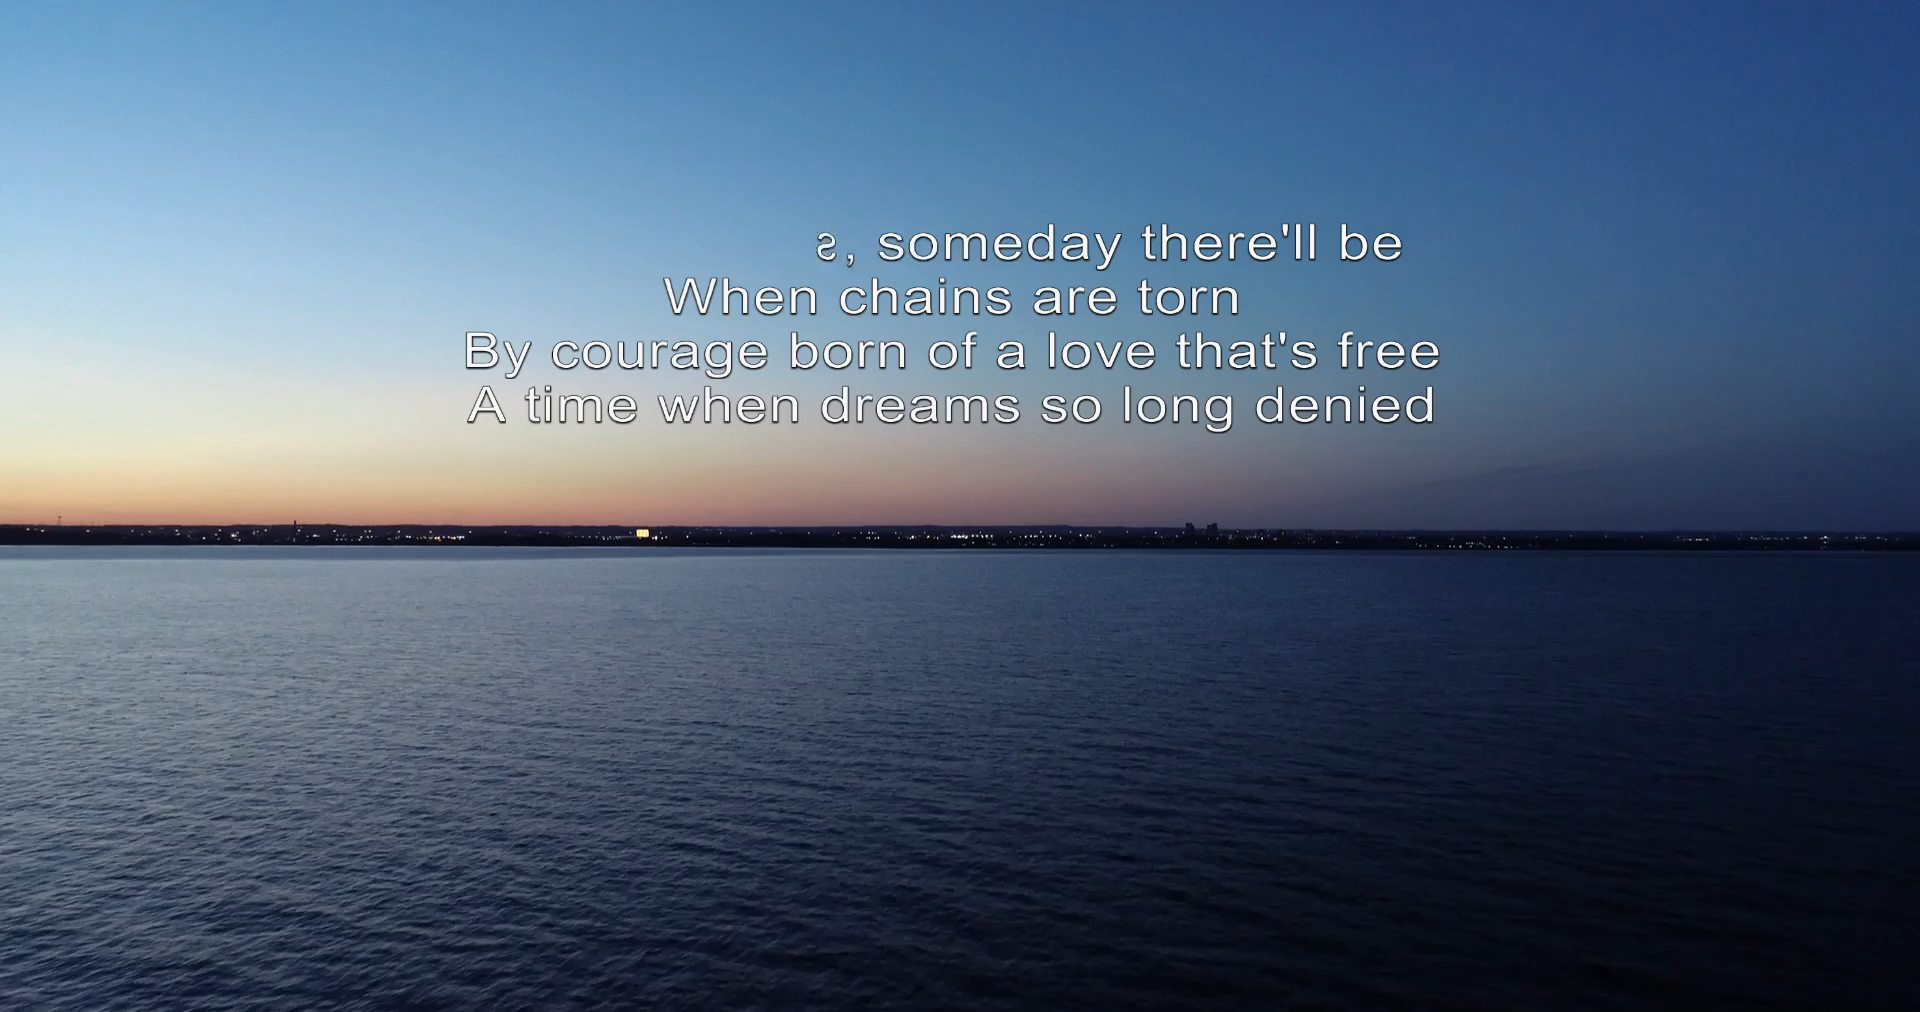 , someday there'll be
When chains are torn
By courage born of a love that's free
A time when dreams so long denied